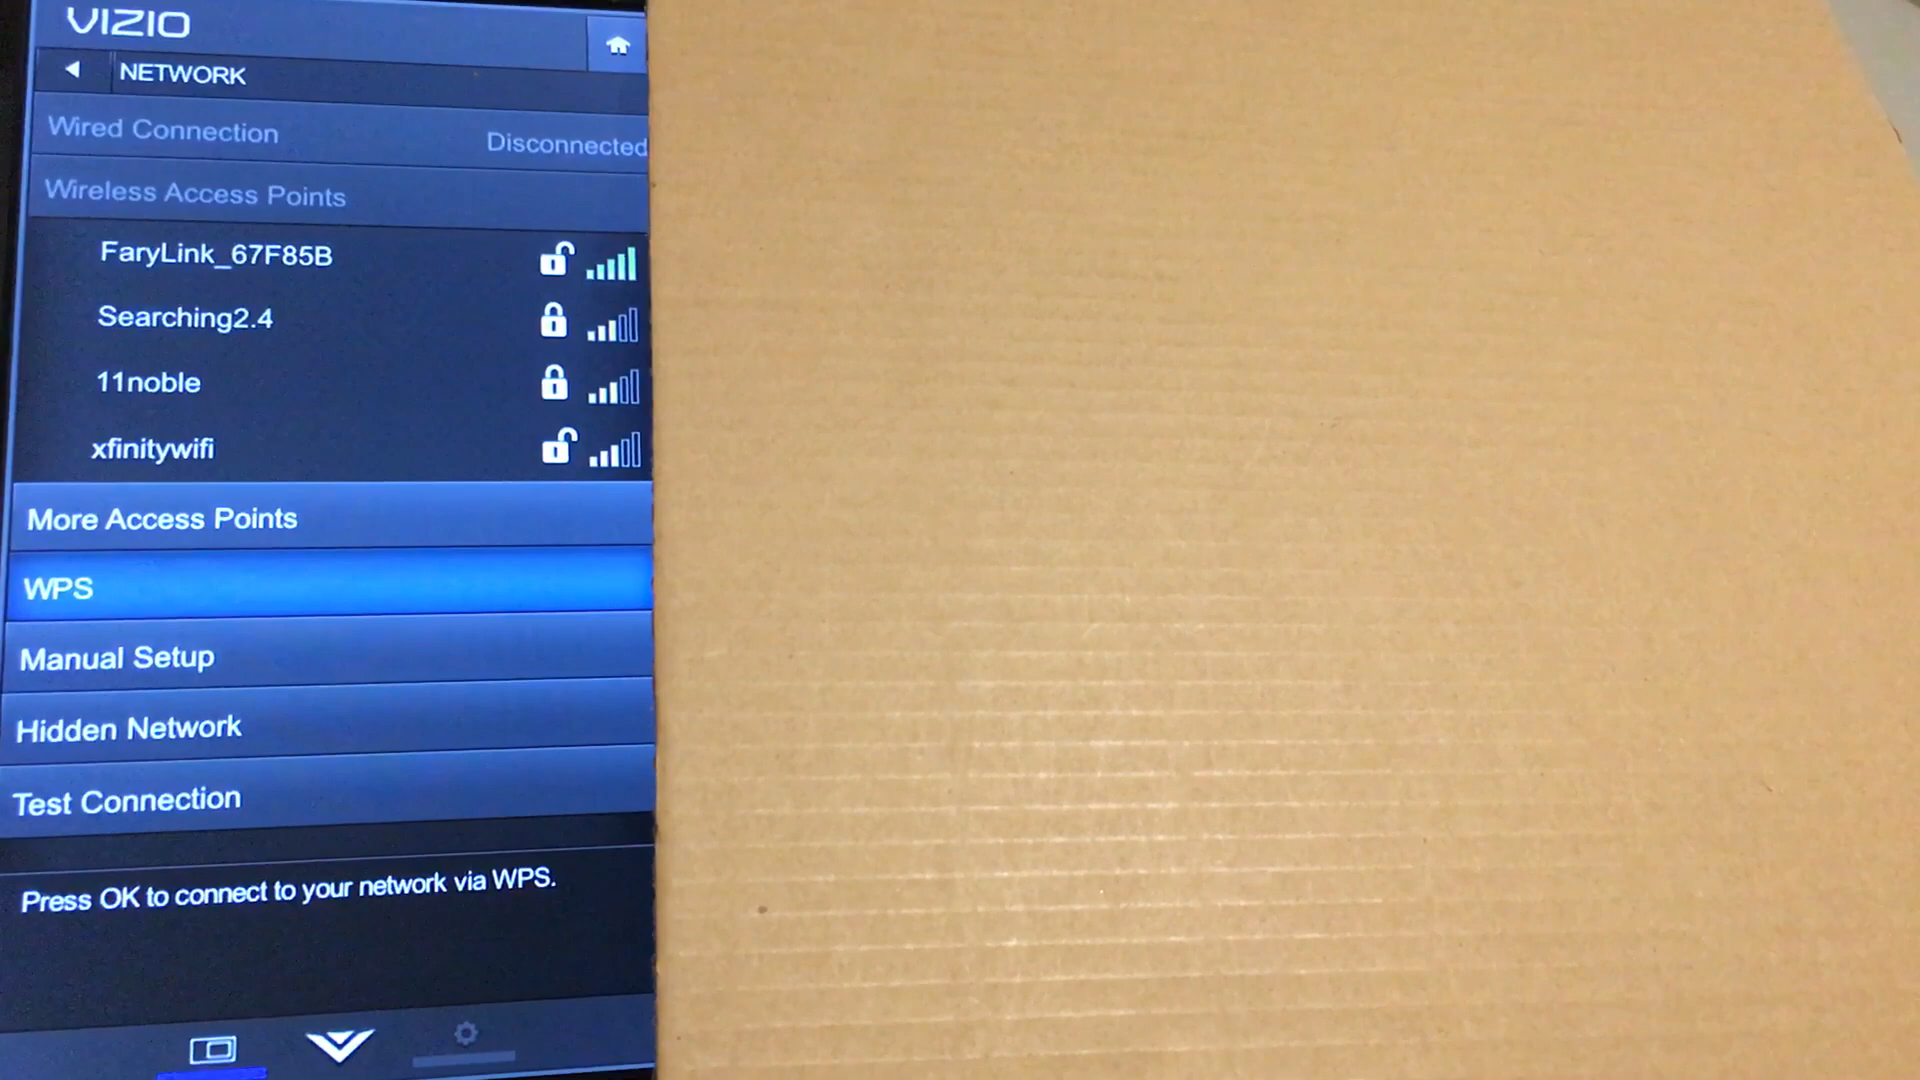 VIZIO
NETWORK
Wired Connection Disconnected
Wireless Access Points
FaryLink_67F85B
Searching2.4
11noble
xfinitywifi
More Access Points
WPS
Manual Setup
Hidden Network
Test Connection
Press OK to connect to your network via WPS.